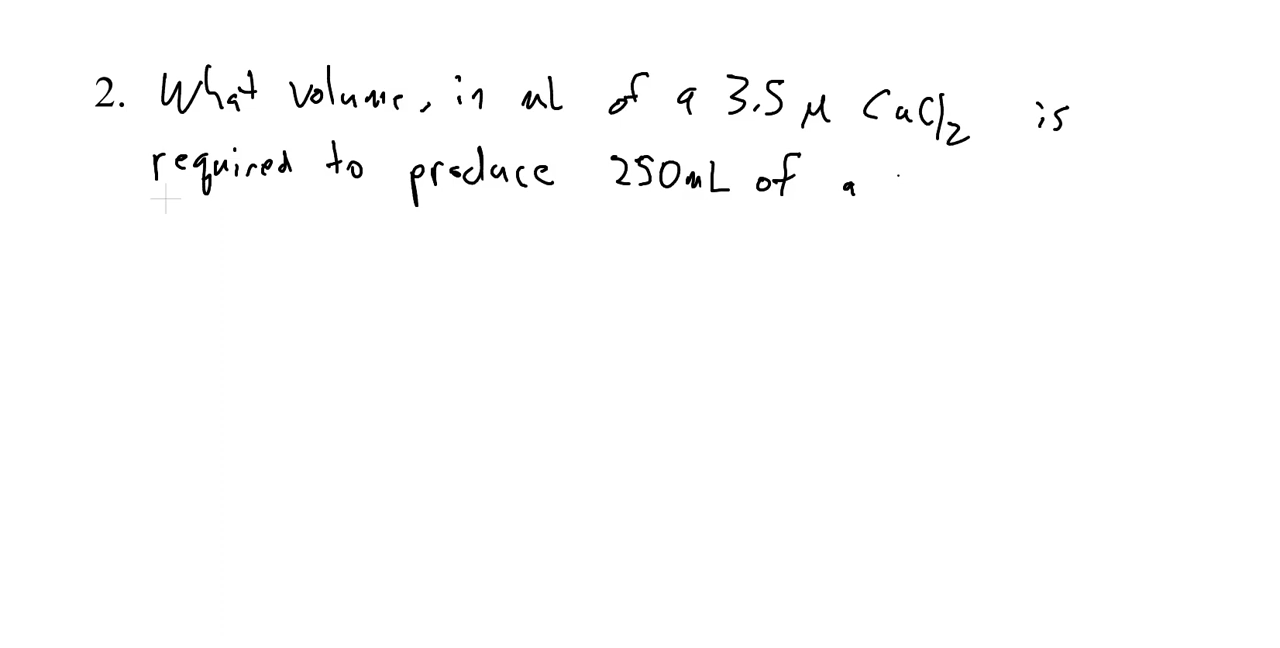 2. What volume, in mL of a 3.5 M CaCl₂ is
required to produce 250mL of a